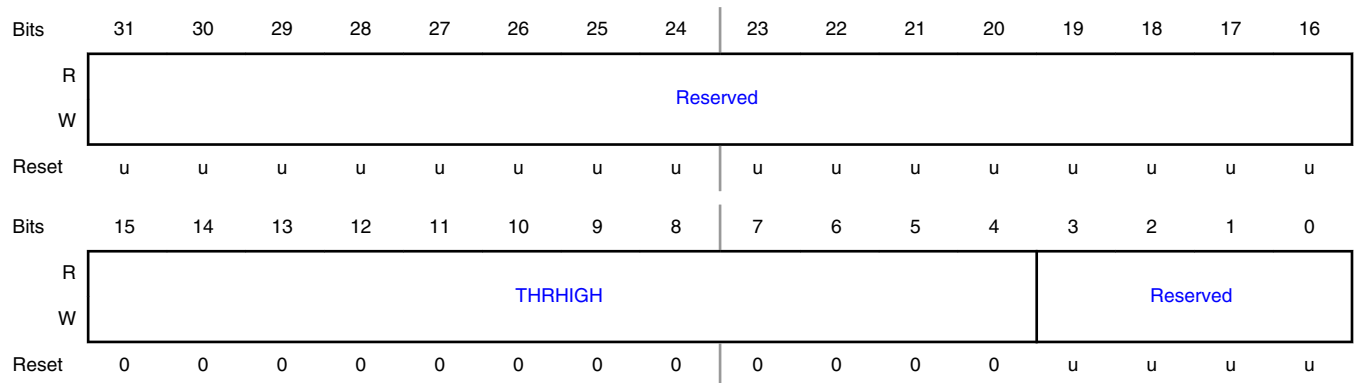 Bits 31 30 29 28 27 26 25 24 23 22 21 20 19 18 17 16
R
Reserved
W
Reset u u u u u u u u u u u u u u u u
Bits 15 14 13 12 11 10 9 8 7 6 5 4 3 2 1 0
R
THRHIGH Reserved
W
Reset 0 0 0 0 0 0 0 0 0 0 0 0 u u u u